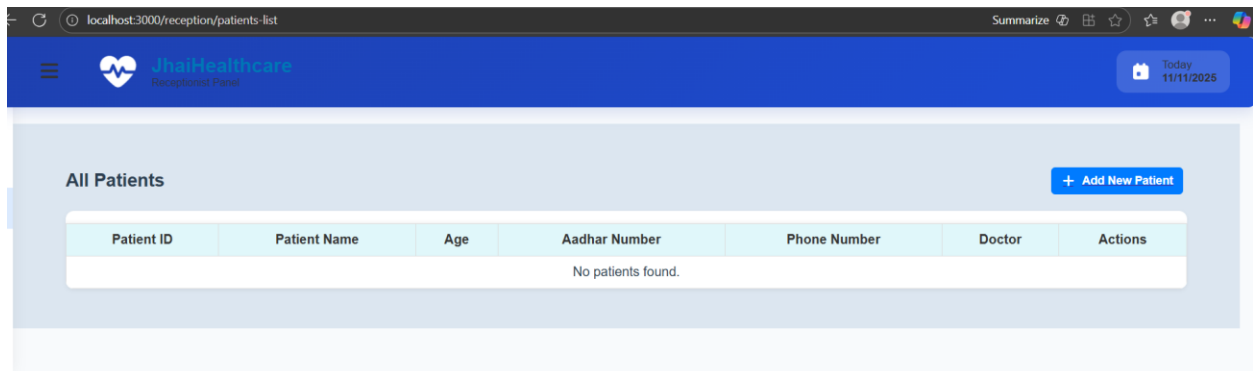 localhost:3000/reception/patients-list
Summarize
JhaiHealthcare
Receptionist Panel
Today
11/11/2025
All Patients
+ Add New Patient
Patient ID Patient Name Age Aadhar Number Phone Number Doctor Actions
No patients found.